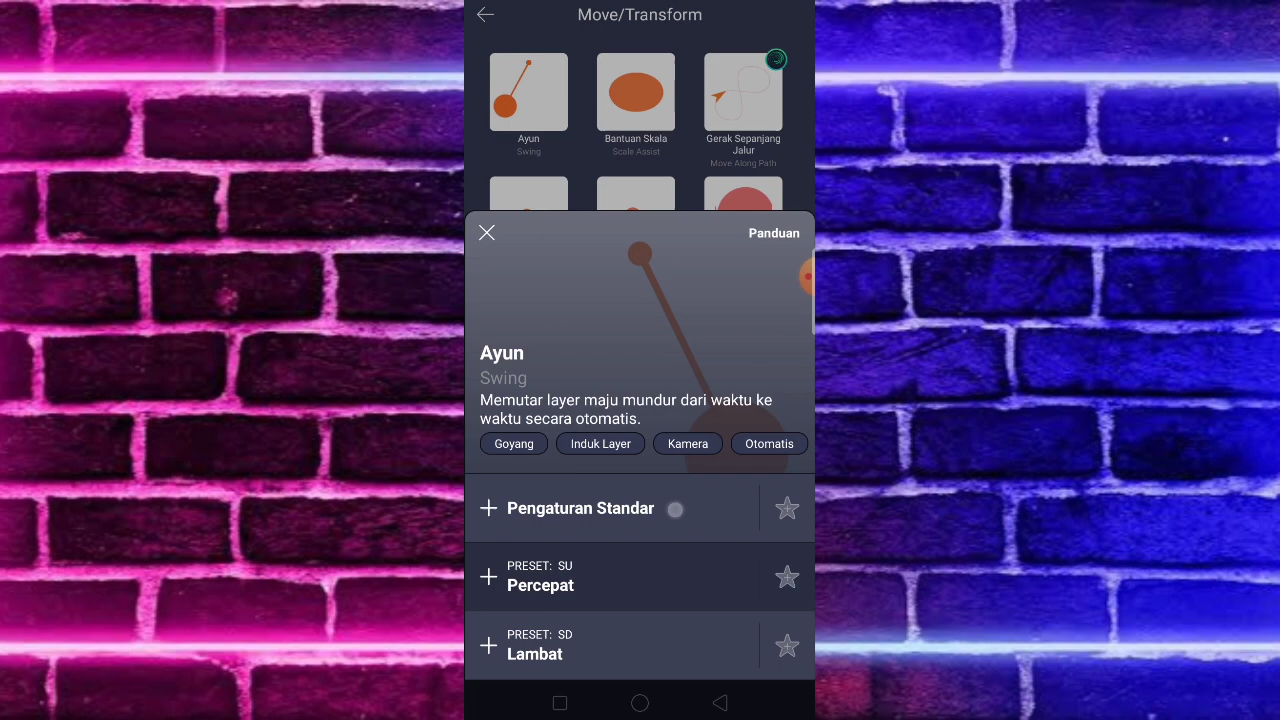 Move/Transform
Ayun
Swing
Bantuan Skala
Scale Assist
Gerak Sepanjang
Jalur
Move Along Path
Panduan
Ayun
Swing
Memutar layer maju mundur dari waktu ke
waktu secara otomatis.
Goyang
Induk Layer
Kamera
Otomatis
Pengaturan Standar
PRESET: SU
Percepat
PRESET: SD
Lambat